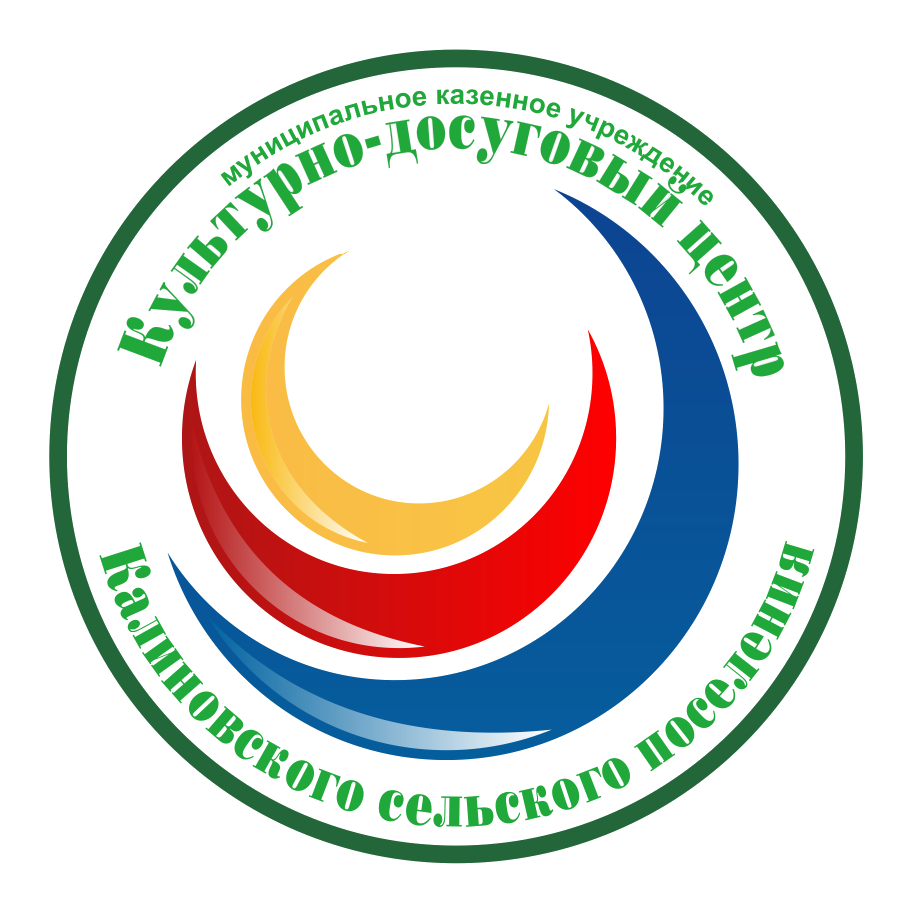 муниципальное казенное учреждение
Культурно-досуговый центр
Калиновского сельского поселения